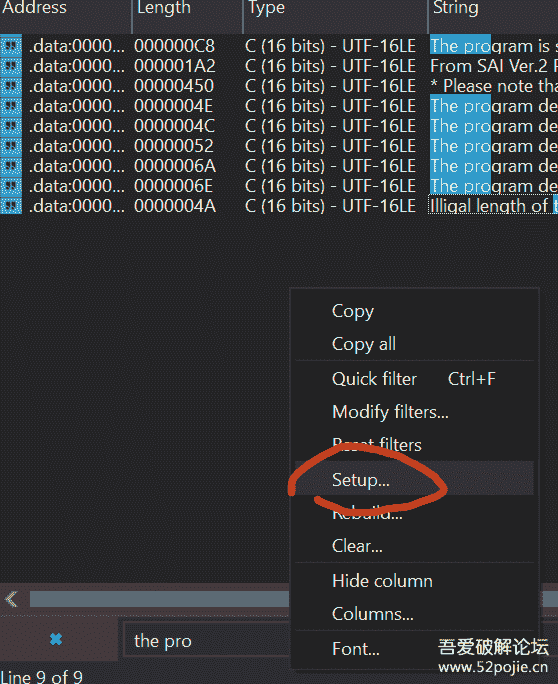 Address Length Type String
.data:0000... 000000C8 C (16 bits) - UTF-16LE The program is s
.data:0000... 000001A2 C (16 bits) - UTF-16LE From SAI Ver.2 P
.data:0000... 00000450 C (16 bits) - UTF-16LE * Please note tha
.data:0000... 0000004E C (16 bits) - UTF-16LE The program de
.data:0000... 0000004C C (16 bits) - UTF-16LE The program de
.data:0000... 00000052 C (16 bits) - UTF-16LE The program de
.data:0000... 0000006A C (16 bits) - UTF-16LE The program de
.data:0000... 0000006E C (16 bits) - UTF-16LE The program de
.data:0000... 0000004A C (16 bits) - UTF-16LE Illigal length of t
Copy
Copy all
Quick filter Ctrl+F
Modify filters...
Reset filters
Setup...
Rebuild...
Clear...
Hide column
Columns...
Font...
the pro
Line 9 of 9
吾爱破解论坛
www.52pojie.cn